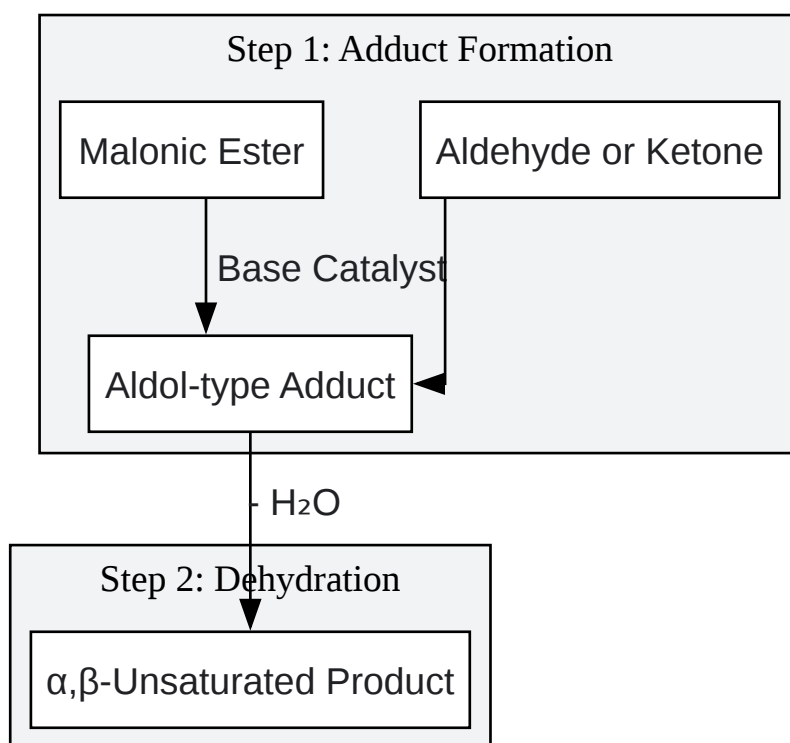 Step 1: Adduct Formation
Malonic Ester
Aldehyde or Ketone
Base Catalyst
Aldol-type Adduct
- H₂O
Step 2: Dehydration
α,β-Unsaturated Product